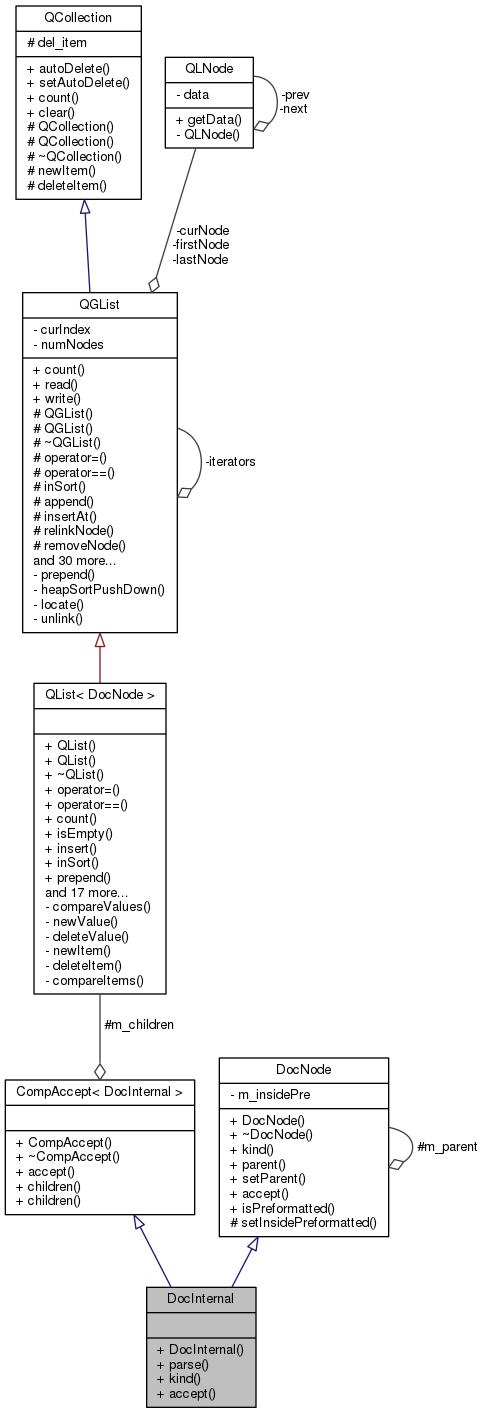 QCollection
# del_item
+ autoDelete()
+ setAutoDelete()
+ count()
+ clear()
# QCollection()
# QCollection()
# ~QCollection()
# newItem()
# deleteItem()
QLNode
- data
+ getData()
- QLNode()
-prev
-next
-curNode
-firstNode
-lastNode
QGList
- curIndex
- numNodes
+ count()
+ read()
+ write()
# QGList()
# QGList()
# ~QGList()
# operator=()
# operator==()
# inSort()
# append()
# insertAt()
# relinkNode()
# removeNode()
and 30 more...
- prepend()
- heapSortPushDown()
- locate()
- unlink()
-iterators
QList< DocNode >
+ QList()
+ QList()
+ ~QList()
+ operator=()
+ operator==()
+ count()
+ isEmpty()
+ insert()
+ inSort()
+ prepend()
and 17 more...
- compareValues()
- newValue()
- deleteValue()
- newItem()
- deleteItem()
- compareItems()
#m_children
CompAccept< DocInternal >
+ CompAccept()
+ ~CompAccept()
+ accept()
+ children()
+ children()
DocNode
- m_insidePre
+ DocNode()
+ ~DocNode()
+ kind()
+ parent()
+ setParent()
+ accept()
+ isPreformatted()
# setInsidePreformatted()
#m_parent
DocInternal
+ DocInternal()
+ parse()
+ kind()
+ accept()